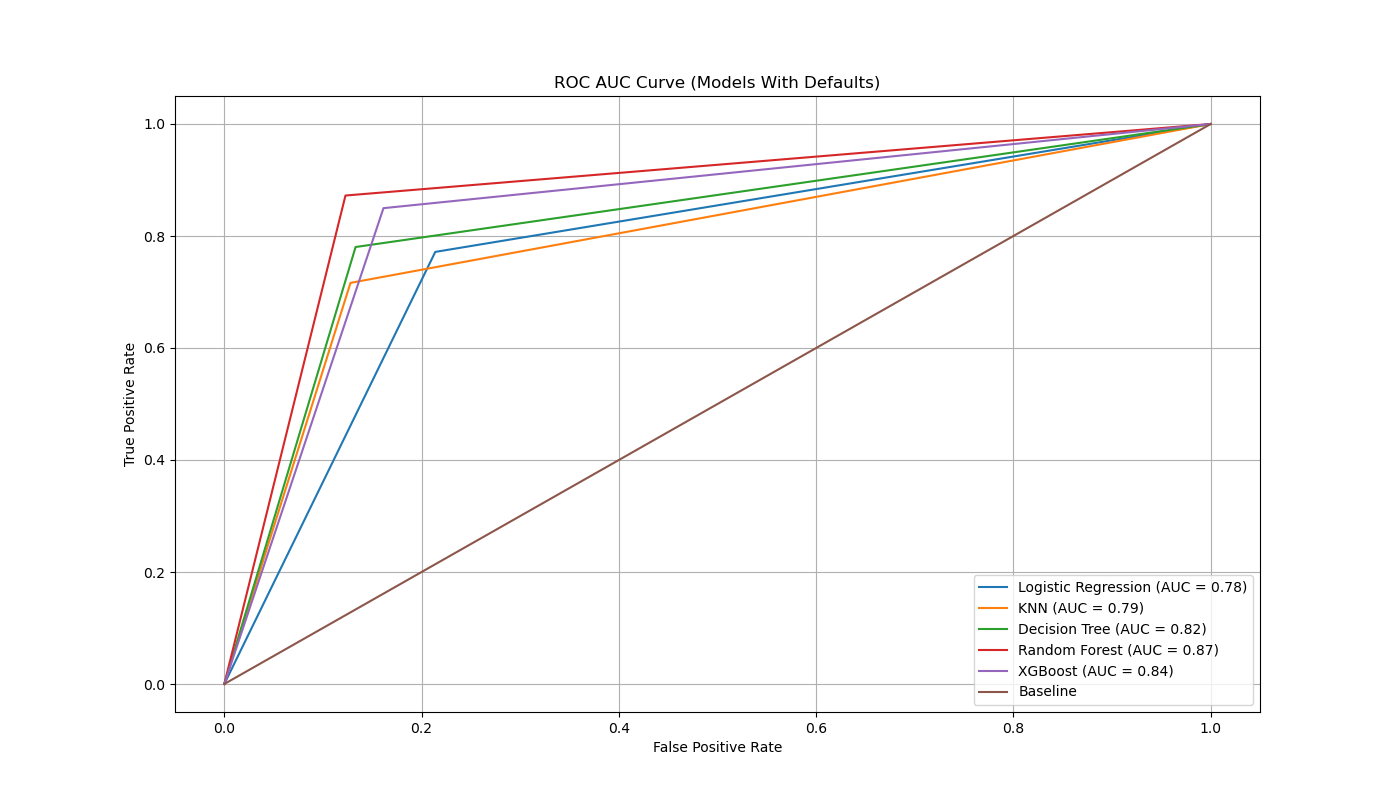 ROC AUC Curve (Models With Defaults)
1.0
0.8
0.6
0.4
0.2
0.0
True Positive Rate
0.0 0.2 0.4 0.6 0.8 1.0
False Positive Rate
Logistic Regression (AUC = 0.78)
KNN (AUC = 0.79)
Decision Tree (AUC = 0.82)
Random Forest (AUC = 0.87)
XGBoost (AUC = 0.84)
Baseline